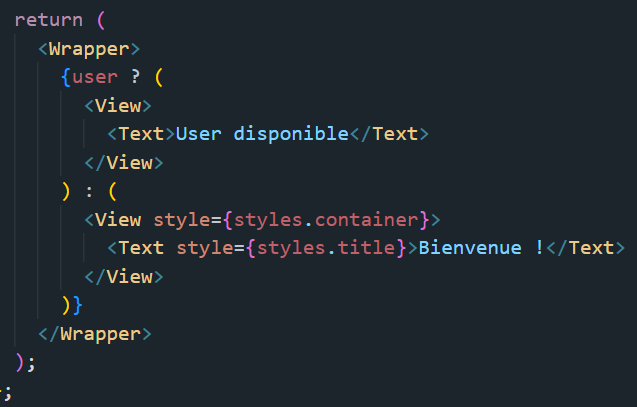 return (
<Wrapper>
{user ? (
<View>
<Text>User disponible</Text>
</View>
) : (
<View style={styles.container}>
<Text style={styles.title}>Bienvenue !</Text>
</View>
)}
</Wrapper>
);
};